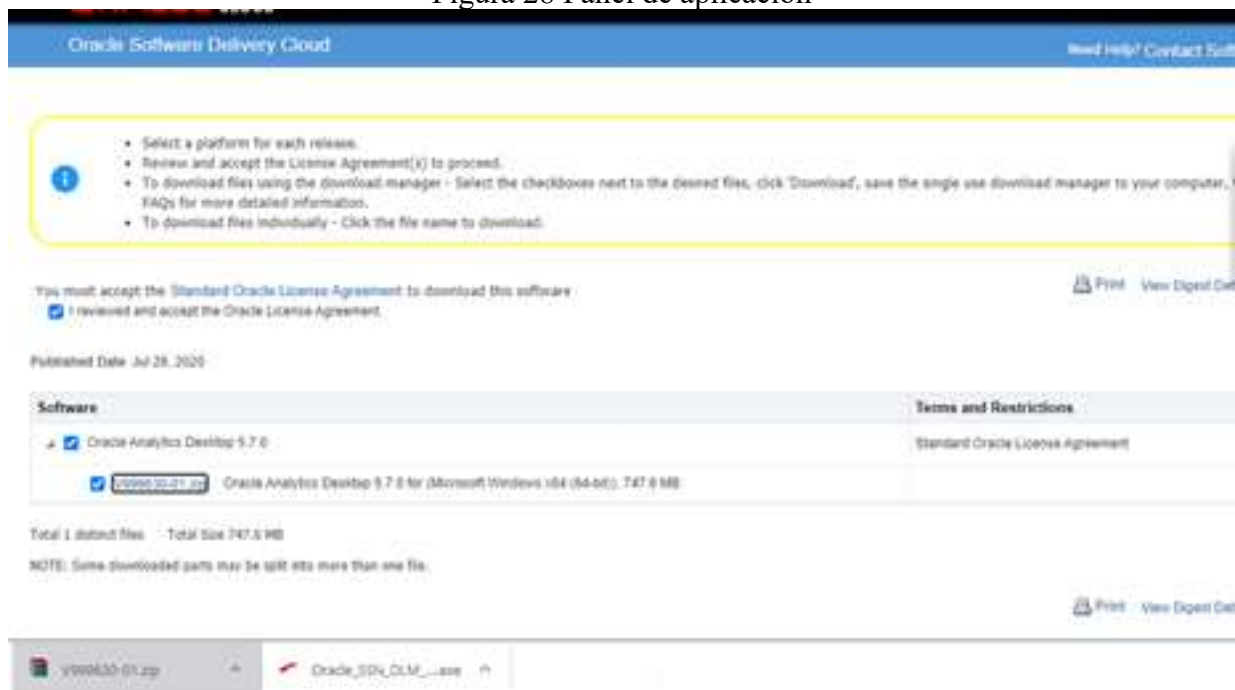 Figura 28 Panel de aplicación
Oracle Software Delivery Cloud
Need Help? Contact
Select a platform for each release.
Review and accept the License Agreement(s) to proceed.
To download files using the download manager - Select the checkboxes next to the desired files, click 'Download', save the single use download manager to your computer,
FAQs for more detailed information.
To download files individually - Click the file name to download.
You must accept the Standard Oracle License Agreement to download this software
I reviewed and accept the Oracle License Agreement
Print View Digest
Published Date Jul 28, 2020
Software Terms and Restrictions
Oracle Analytics Desktop 5.7.0 Standard Oracle License Agreement
V999630-01.zip Oracle Analytics Desktop 5.7.0 for (Microsoft Windows x64 (64-bit)), 747.6 MB
Total 1 distinct files Total Size 747.6 MB
NOTE: Some downloaded parts may be split into more than one file.
Print View Digest
V999630-01.zip Oracle_SDN_DLM_....exe